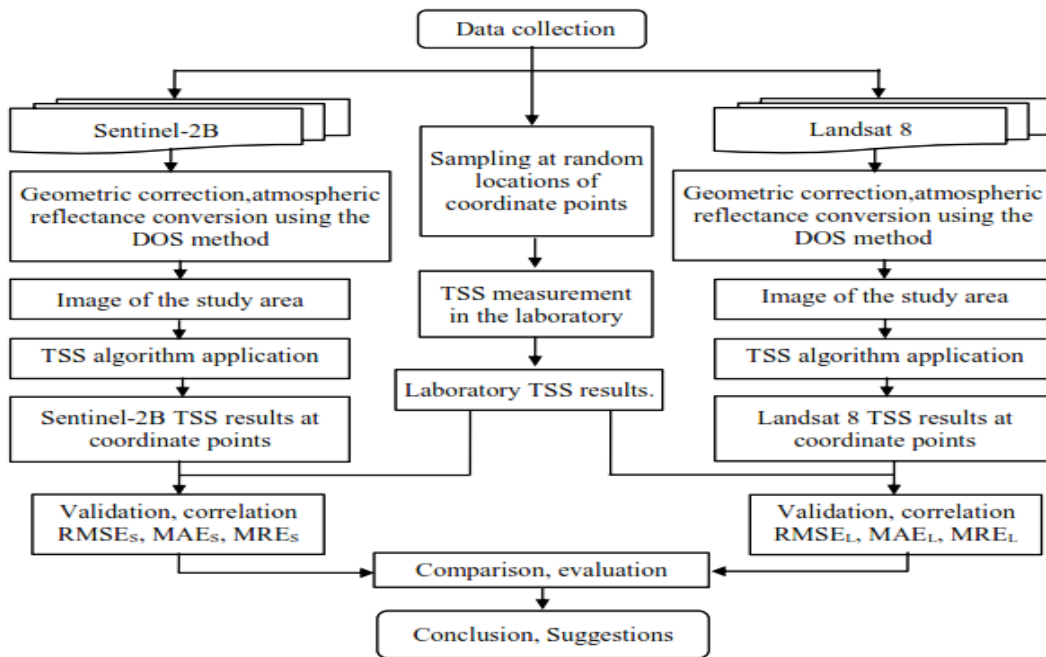 Data collection
Sentinel-2B
Geometric correction,atmospheric
reflectance conversion using the
DOS method
Image of the study area
TSS algorithm application
Sentinel-2B TSS results at
coordinate points
Validation, correlation
RMSES, MAES, MRES
Sampling at random
locations of
coordinate points
TSS measurement
in the laboratory
Laboratory TSS results.
Landsat 8
Geometric correction,atmospheric
reflectance conversion using the
DOS method
Image of the study area
TSS algorithm application
Landsat 8 TSS results at
coordinate points
Validation, correlation
RMSEL, MAEL, MREL
Comparison, evaluation
Conclusion, Suggestions